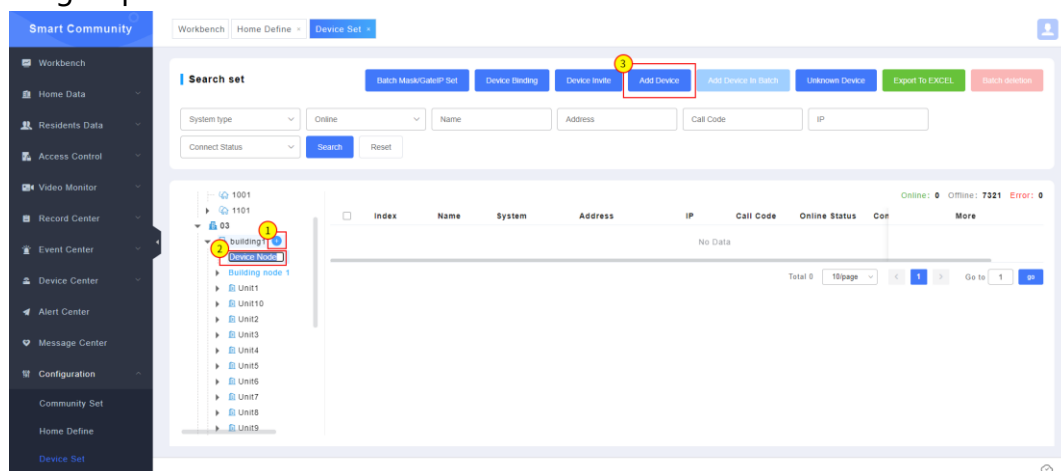 Smart Community
Workbench Home Define × Device Set ×
Workbench
Home Data
Residents Data
Access Control
Video Monitor
Record Center
Event Center
Device Center
Alert Center
Message Center
Configuration
Community Set
Home Define
Device Set
3
Search set
Batch Mask/GateIP Set Device Binding Device Invite Add Device Add Device In Batch Unknown Device Export To EXCEL Batch deletion
System type Online Name Address Call Code IP
Connect Status Search Reset
1001
1101
03
1
building1
2
Device Node
Building node 1
Unit1
Unit10
Unit2
Unit3
Unit4
Unit5
Unit6
Unit7
Unit8
Unit9
Online: 0 Offline: 7321 Error: 0
Index Name System Address IP Call Code Online Status Con More
No Data
Total 0 10/page < 1 > Go to 1 go